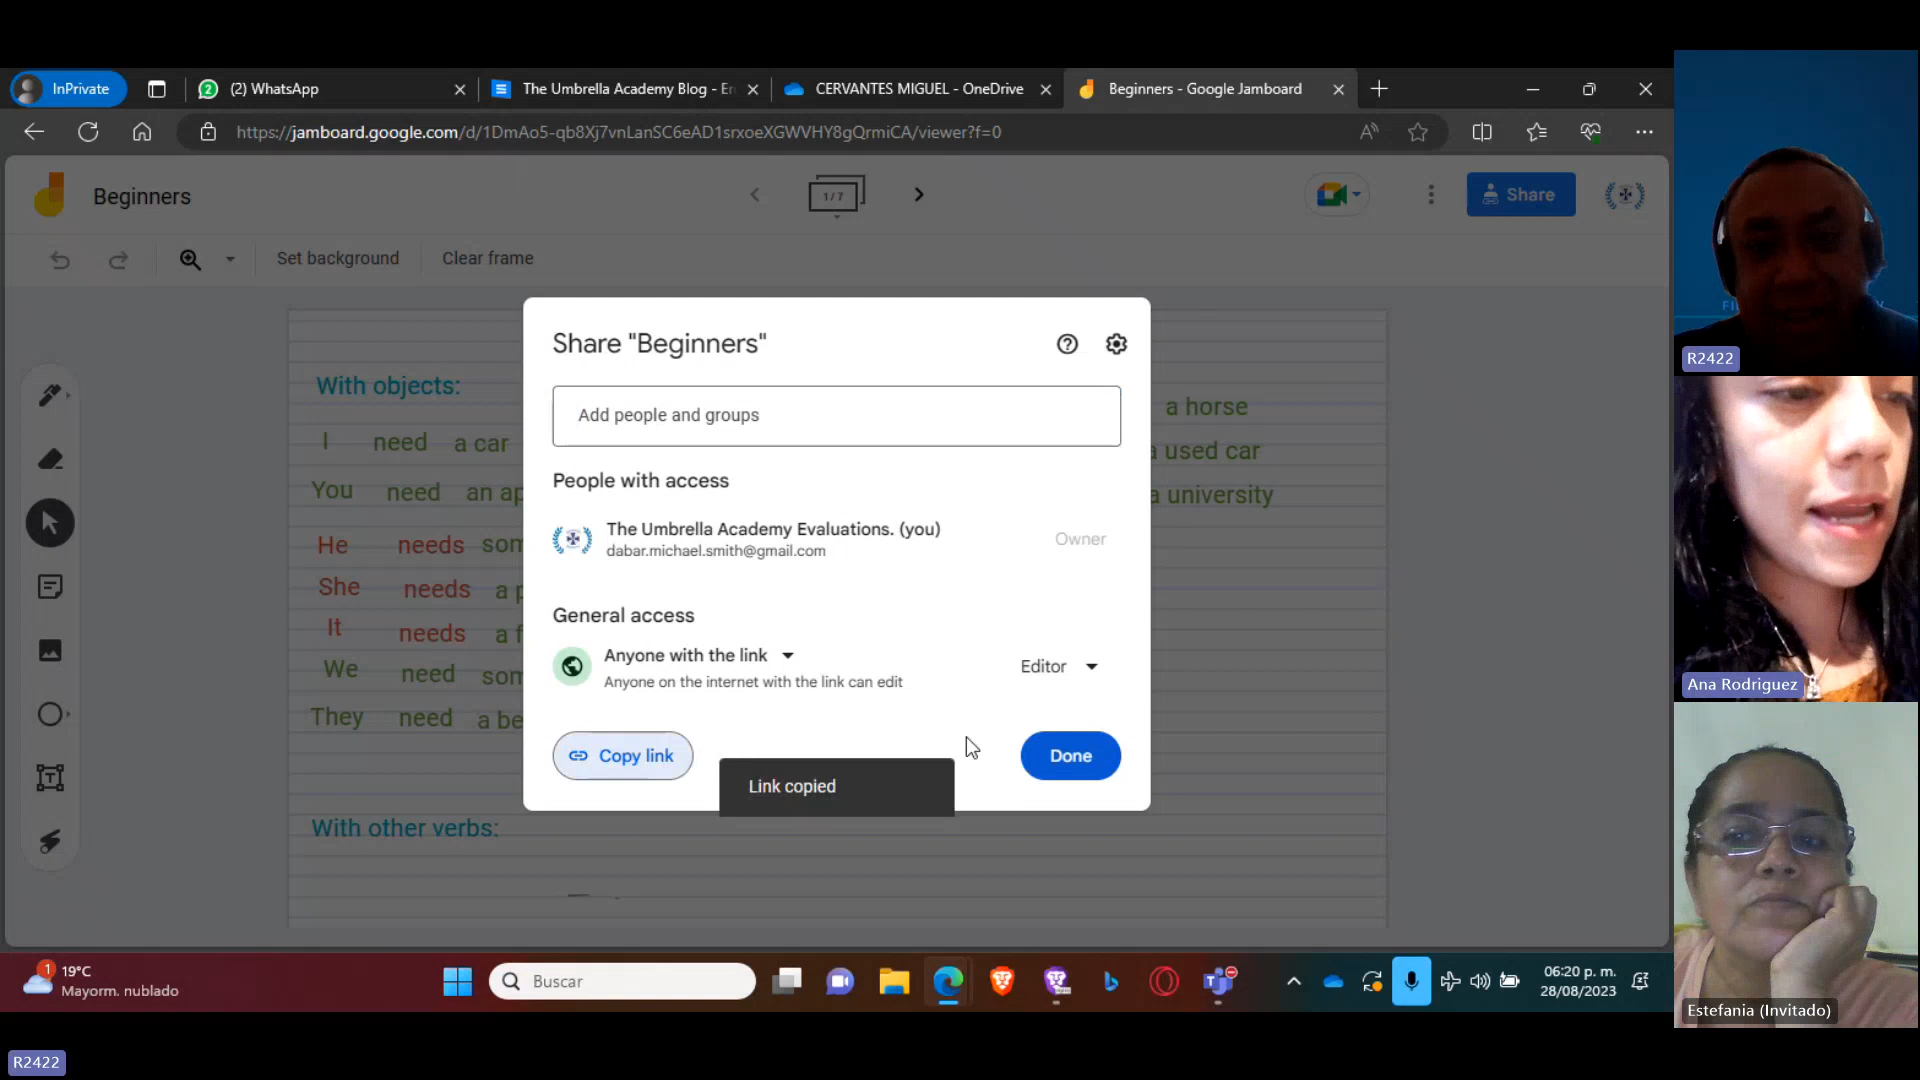 InPrivate
(2) WhatsApp
The Umbrella Academy Blog - En
CERVANTES MIGUEL - OneDrive
Beginners - Google Jamboard
https://jamboard.google.com/d/1DmAo5-qb8Xj7vnLanSC6eAD1srxoeXGWVHY8gQrmiCA/viewer?f=0
Beginners
1/7
Share
Set background
Clear frame
With objects:
I need a car
You need an ap
He needs som
She needs a p
It needs a f
We need som
They need a be
a horse
a used car
a university
With other verbs:
Share "Beginners"
Add people and groups
People with access
The Umbrella Academy Evaluations. (you)
dabar.michael.smith@gmail.com
Owner
General access
Anyone with the link
Anyone on the internet with the link can edit
Editor
Copy link
Done
Link copied
R2422
Ana Rodriguez
Estefania (Invitado)
1
19°C
Mayorm. nublado
Buscar
06:20 p. m.
28/08/2023
R2422